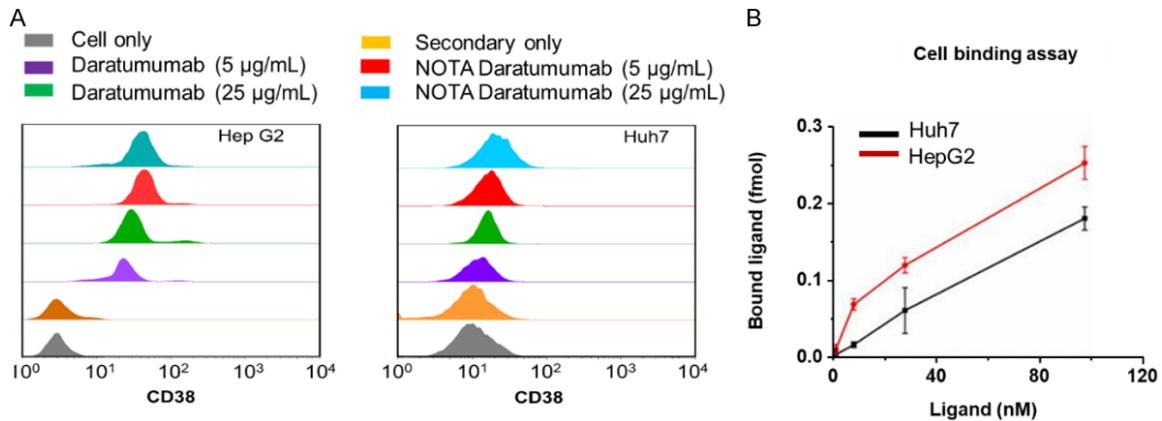 A
Cell only
Daratumumab (5 µg/mL)
Daratumumab (25 µg/mL)
Secondary only
NOTA Daratumumab (5 µg/mL)
NOTA Daratumumab (25 µg/mL)
Hep G2
10⁰ 10¹ 10² 10³ 10⁴
CD38
Huh7
10⁰ 10¹ 10² 10³ 10⁴
CD38
B
Cell binding assay
Huh7
HepG2
Bound ligand (fmol)
0.3
0.2
0.1
0.0
0 40 80 120
Ligand (nM)